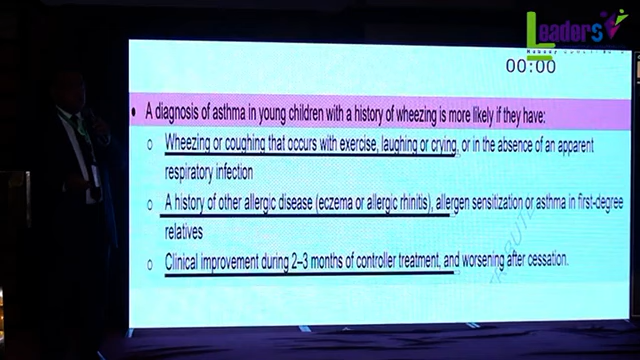 Leaders
00:00
• A diagnosis of asthma in young children with a history of wheezing is more likely if they have:
o Wheezing or coughing that occurs with exercise, laughing or crying, or in the absence of an apparent
respiratory infection
o A history of other allergic disease (eczema or allergic rhinitis), allergen sensitization or asthma in first-degree
relatives
o Clinical improvement during 2–3 months of controller treatment, and worsening after cessation.